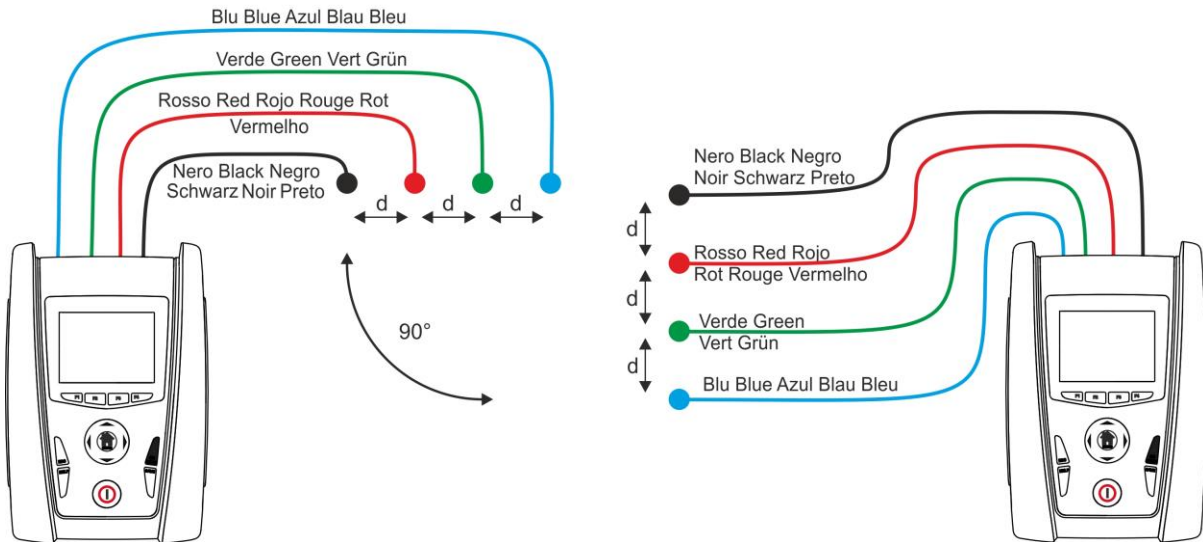 Blu Blue Azul Blau Bleu
Verde Green Vert Grün
Rosso Red Rojo Rouge Rot
Vermelho
Nero Black Negro
Schwarz Noir Preto
d
d
d
90°
Nero Black Negro
Noir Schwarz Preto
d
Rosso Red Rojo
Rot Rouge Vermelho
d
Verde Green
Vert Grün
d
Blu Blue Azul Blau Bleu